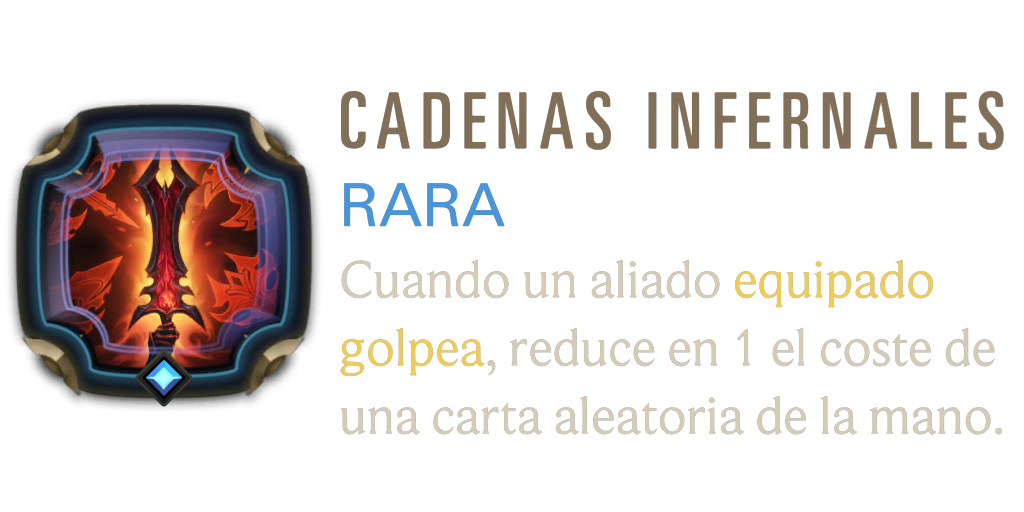 CADENAS INFERNALES
RARA
Cuando un aliado equipado
golpea, reduce en 1 el coste de
una carta aleatoria de la mano.